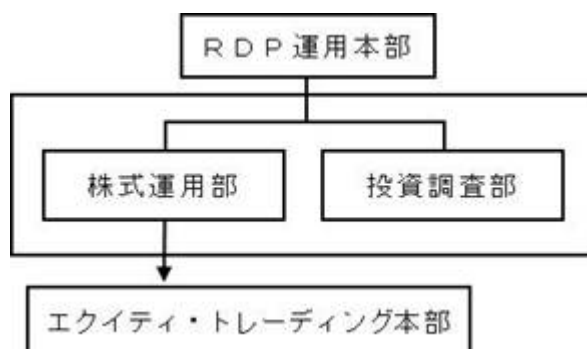 ＲＤＰ運用本部
株式運用部
投資調査部
エクイティ・トレーディング本部